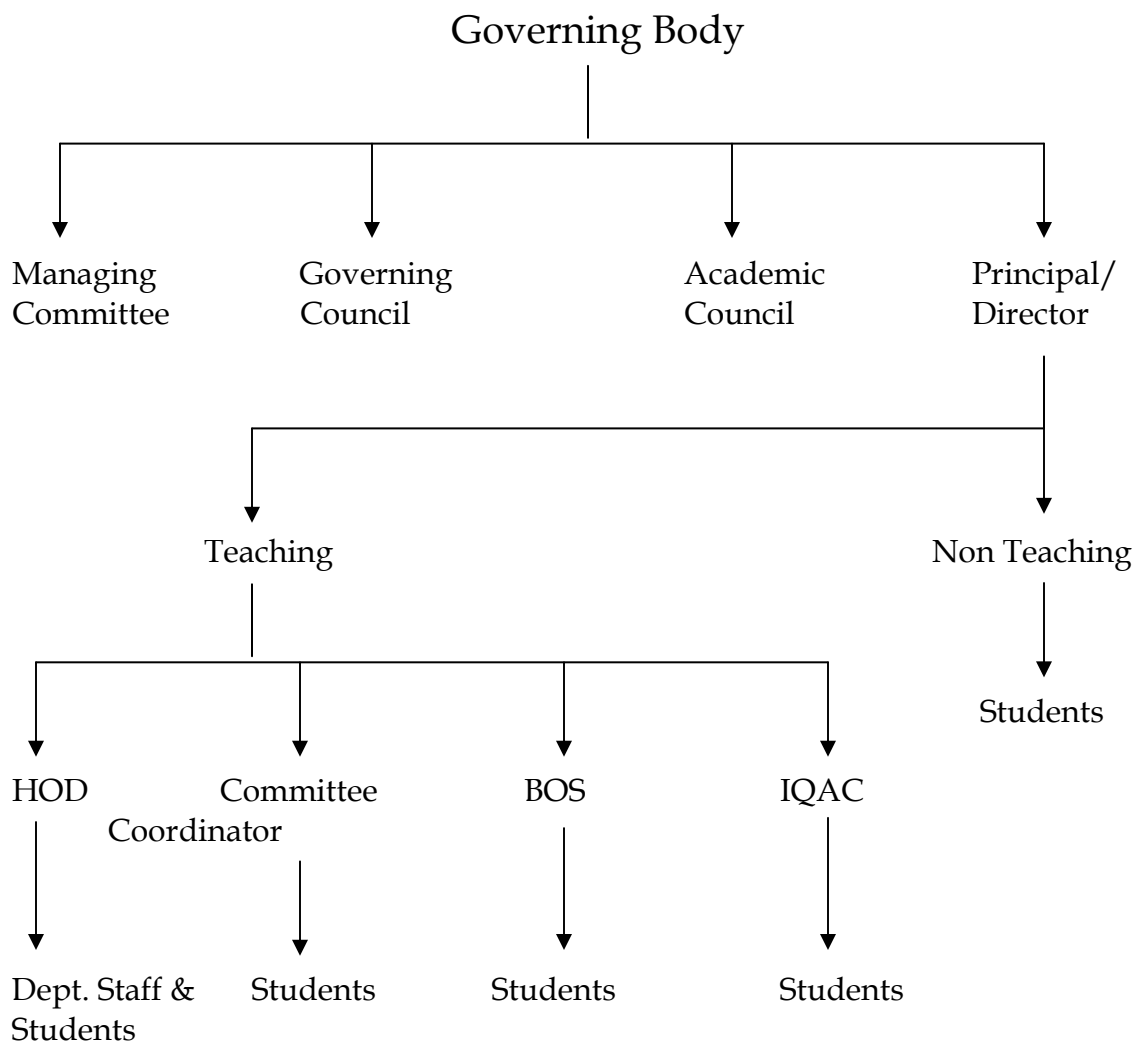 Governing Body
Managing Committee
Governing Council
Academic Council
Principal/ Director
Teaching
Non Teaching
Students
HOD
Committee Coordinator
BOS
IQAC
Dept. Staff & Students
Students
Students
Students